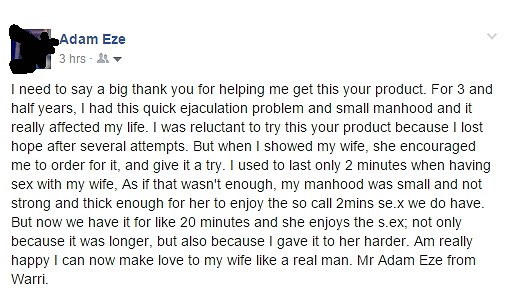 Adam Eze
3 hrs ·
I need to say a big thank you for helping me get this your product. For 3 and
half years, I had this quick ejaculation problem and small manhood and it
really affected my life. I was reluctant to try this your product because I lost
hope after several attempts. But when I showed my wife, she encouraged
me to order for it, and give it a try. I used to last only 2 minutes when having
sex with my wife, As if that wasn't enough, my manhood was small and not
strong and thick enough for her to enjoy the so call 2mins se.x we do have.
But now we have it for like 20 minutes and she enjoys the s.ex; not only
because it was longer, but also because I gave it to her harder. Am really
happy I can now make love to my wife like a real man. Mr Adam Eze from
Warri.